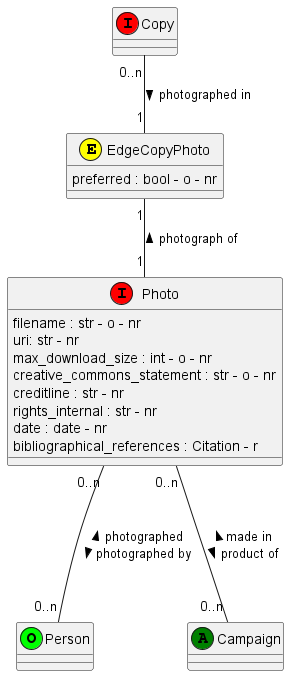 I Copy
0..n
photographed in
1
E EdgeCopyPhoto
preferred : bool - o - nr
1
photograph of
1
I Photo
filename : str - o - nr
uri: str - nr
max_download_size : int - o - nr
creative_commons_statement : str - o - nr
creditline : str - nr
rights_internal : str - nr
date : date - nr
bibliographical_references : Citation - r
0..n 0..n
photographed made in
photographed by product of
0..n 0..n
O Person A Campaign